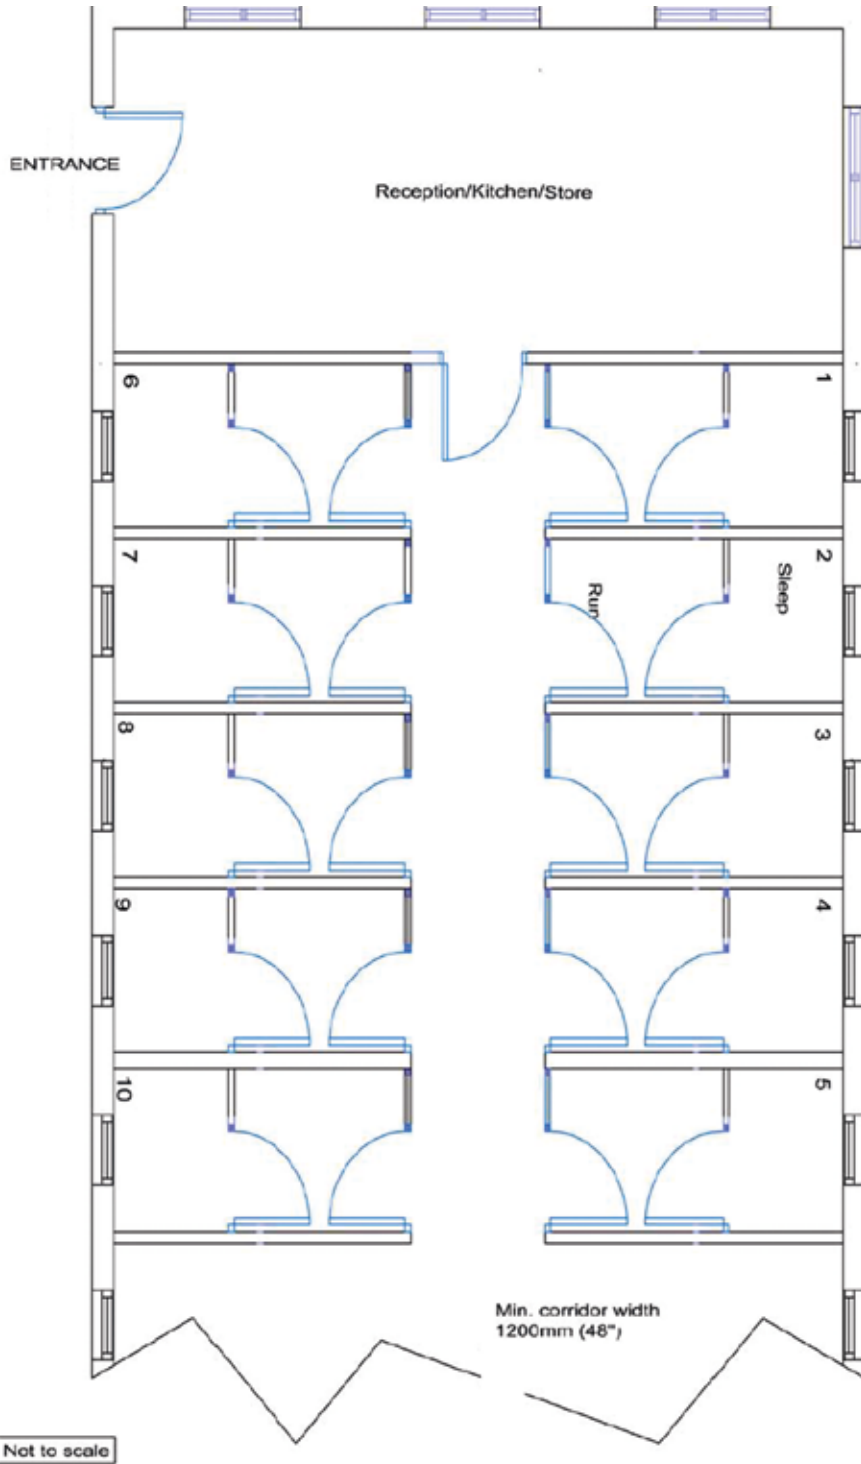 ENTRANCE
Reception/Kitchen/Store
6
1
7
2
Run
Sleep
8
3
9
4
10
5
Min. corridor width
1200mm (48")
Not to scale